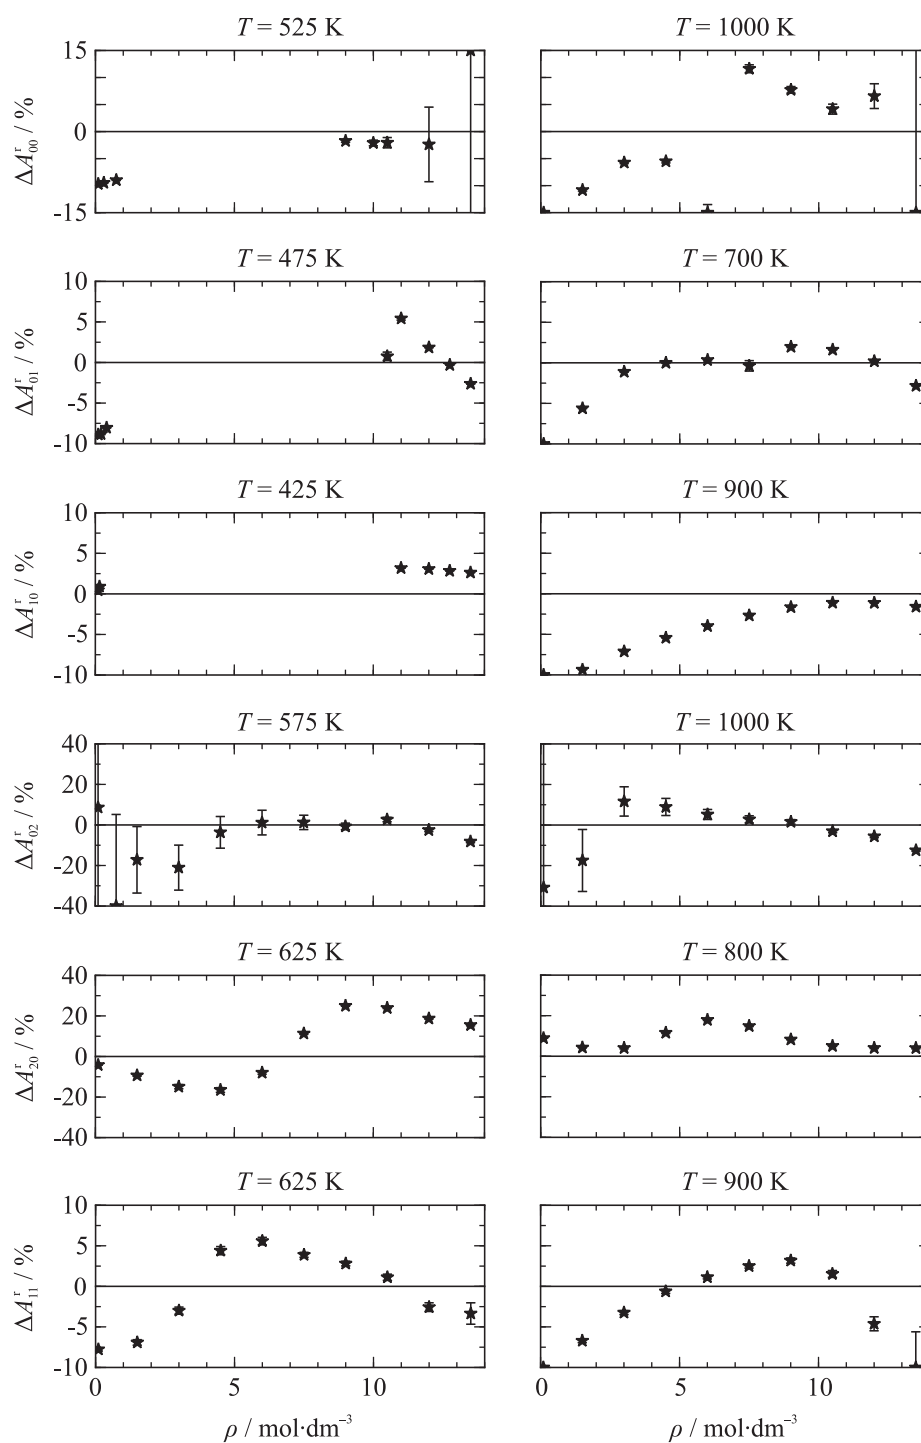 T = 525 K
T = 1000 K
ΔA^r_00 / %
15
0
-15
T = 475 K
T = 700 K
ΔA^r_01 / %
10
5
0
-5
-10
T = 425 K
T = 900 K
ΔA^r_10 / %
10
5
0
-5
-10
T = 575 K
T = 1000 K
ΔA^r_02 / %
40
20
0
-20
-40
T = 625 K
T = 800 K
ΔA^r_20 / %
40
20
0
-20
-40
T = 625 K
T = 900 K
ΔA^r_11 / %
10
5
0
-5
-10
0 5 10
0 5 10
ρ / mol·dm⁻³
ρ / mol·dm⁻³